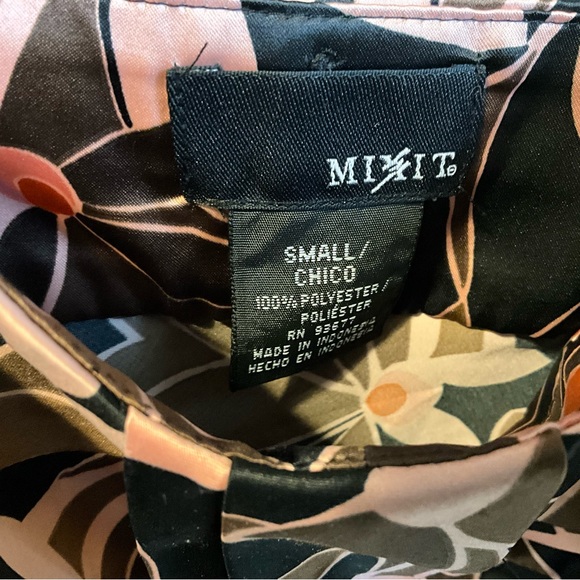 MIXIT
SMALL/
CHICO
100% POLYESTER/
POLIÉSTER
RN 93677
MADE IN INDONESIA
HECHO EN INDONESIA